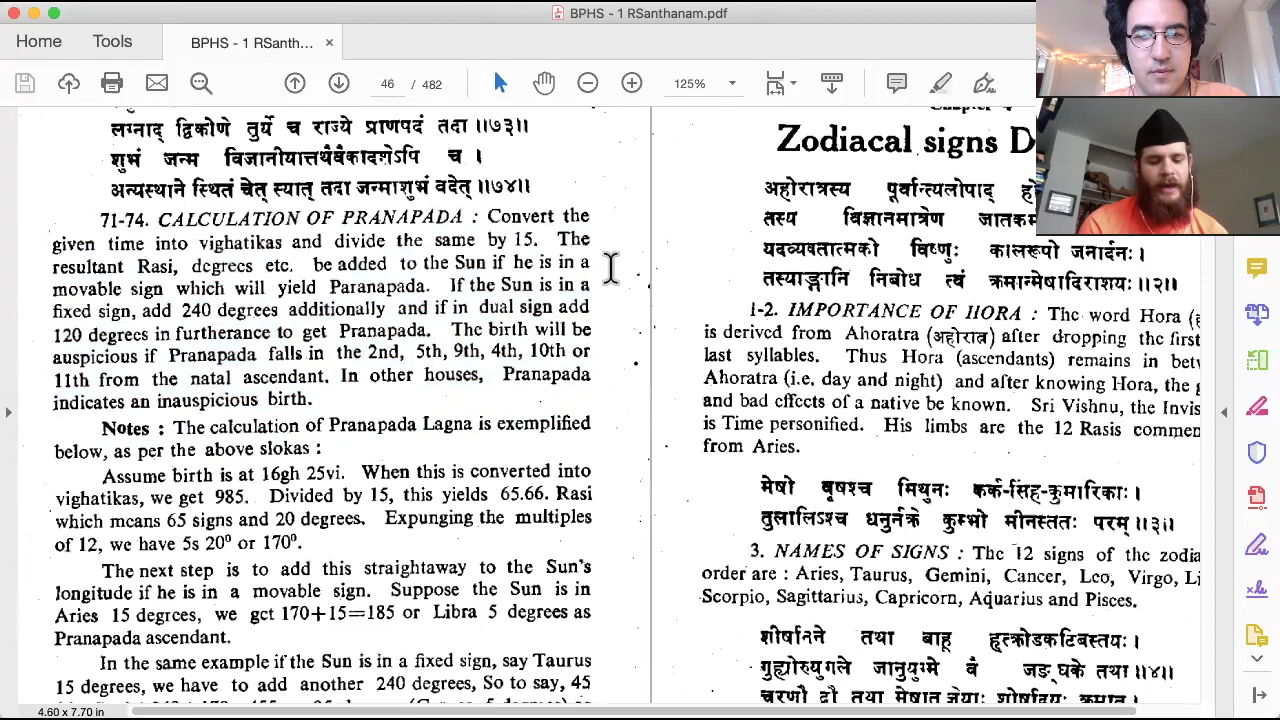 BPHS - 1 RSanthanam.pdf
Home
Tools
BPHS - 1 RSanth... ×
46 / 482
125%
लग्नाद् द्विकोणे तुर्ये च राज्ये प्राणपदं तदा ॥७३॥
शुभं जन्म विजानीयात्तथैवैकादशेऽपि च ।
अन्यस्थाने स्थितं चेत् स्यात् तदा जन्माशुभं वदेत् ॥७४॥
71-74. CALCULATION OF PRANAPADA : Convert the
given time into vighatikas and divide the same by 15. The
resultant Rasi, degrees etc. be added to the Sun if he is in a
movable sign which will yield Paranapada. If the Sun is in a
fixed sign, add 240 degrees additionally and if in dual sign add
120 degrees in furtherance to get Pranapada. The birth will be
auspicious if Pranapada falls in the 2nd, 5th, 9th, 4th, 10th or
11th from the natal ascendant. In other houses, Pranapada
indicates an inauspicious birth.
Notes : The calculation of Pranapada Lagna is exemplified
below, as per the above slokas :
Assume birth is at 16gh 25vi. When this is converted into
vighatikas, we get 985. Divided by 15, this yields 65.66. Rasi
which means 65 signs and 20 degrees. Expunging the multiples
of 12, we have 5s 20⁰ or 170⁰.
The next step is to add this straightaway to the Sun's
longitude if he is in a movable sign. Suppose the Sun is in
Aries 15 degrees, we get 170+15=185 or Libra 5 degrees as
Pranapada ascendant.
In the same example if the Sun is in a fixed sign, say Taurus
15 degrees, we have to add another 240 degrees, So to say, 45
4.60 x 7.70 in
Zodiacal signs D
अहोरात्रस्य पूर्वान्त्यलोपाद्
तस्य विज्ञानमात्रेण जातकम
यदव्यक्तात्मको विष्णुः कालरूपो जनार्दनः ।
तस्याङ्गानि निबोध त्वं क्रमान्मेषादिराशयः ॥२॥
1-2. IMPORTANCE OF HORA : The word Hora (
is derived from Ahoratra (अहोरात्र) after dropping the first
last syllables. Thus Hora (ascendants) remains in bet
Ahoratra (i.e. day and night) and after knowing Hora, the g
and bad effects of a native be known. Sri Vishnu, the Invis
is Time personified. His limbs are the 12 Rasis commen
from Aries.
मेषो वृषश्च मिथुनः कर्क-सिंह-कुमारिकाः ।
तुलालिऽश्च धनुर्नक्रे कुम्भो मीनस्ततः परम् ॥३॥
3. NAMES OF SIGNS : The 12 signs of the zodia
order are : Aries, Taurus, Gemini, Cancer, Leo, Virgo, Li
Scorpio, Sagittarius, Capricorn, Aquarius and Pisces.
शीर्षानने तथा बाहू हृत्क्रोडकटिबस्तयः ।
गुह्योरुयुगले जानुयुग्मे वै जङ्घके तथा ॥४॥